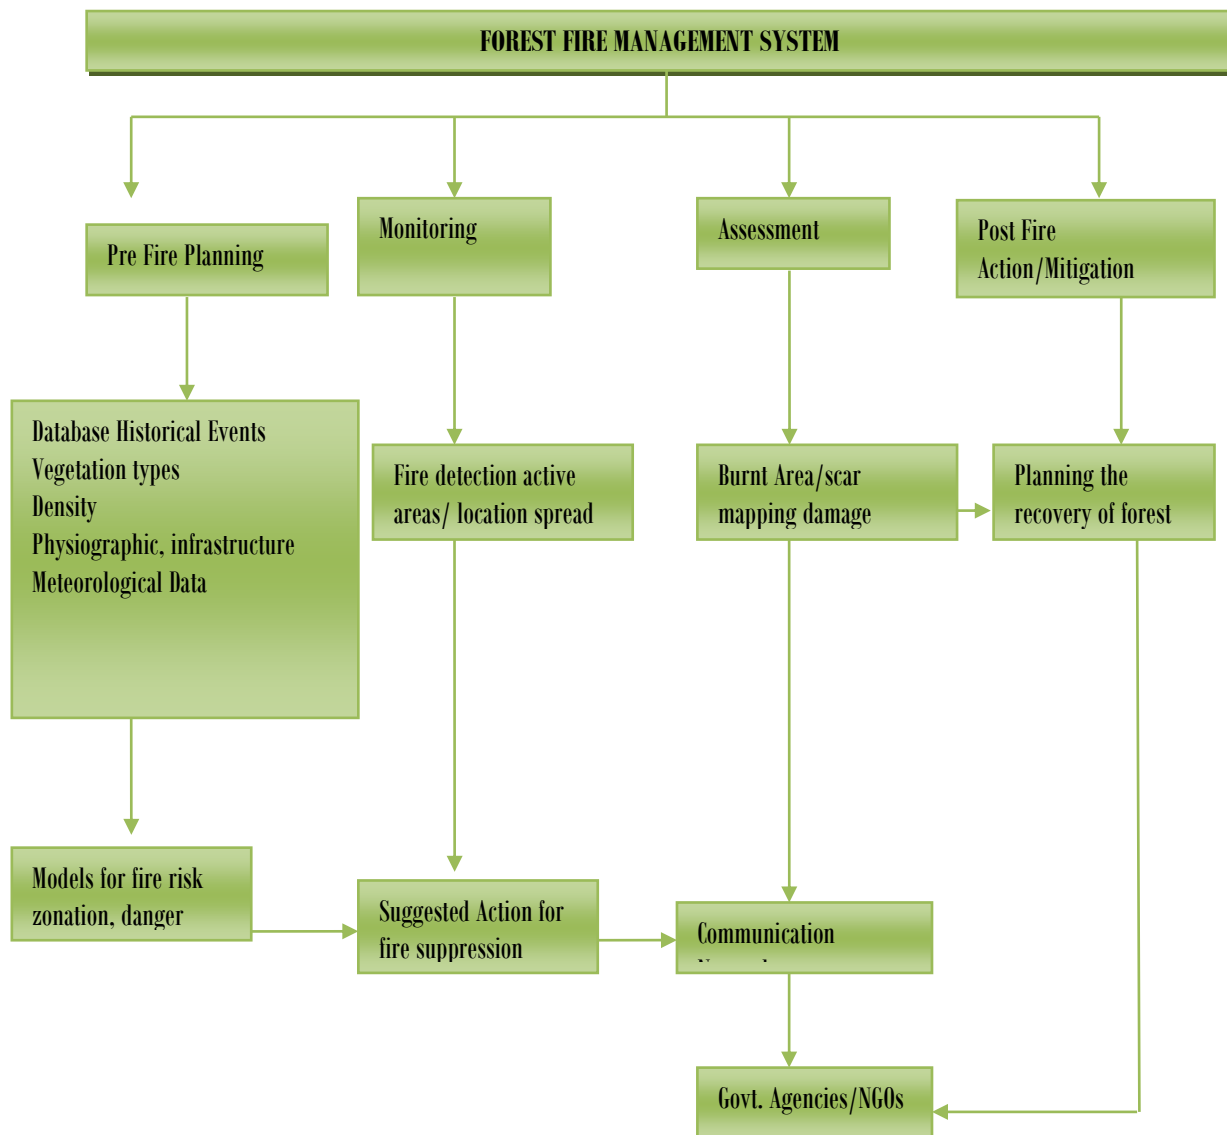 FOREST FIRE MANAGEMENT SYSTEM
Pre Fire Planning
Monitoring
Assessment
Post Fire
Action/Mitigation
Database Historical Events
Vegetation types
Density
Physiographic, infrastructure
Meteorological Data
Fire detection active
areas/ location spread
Burnt Area/scar
mapping damage
Planning the
recovery of forest
Models for fire risk
zonation, danger
Suggested Action for
fire suppression
Communication
Govt. Agencies/NGOs